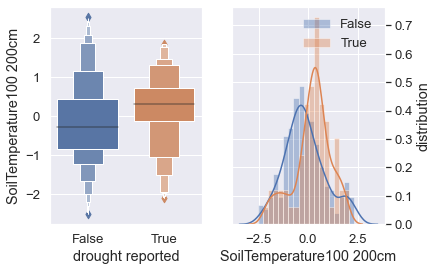 SoilTemperature100 200cm
2
1
0
−1
−2
False
True
drought reported
False
True
0.7
0.6
0.5
0.4
0.3
0.2
0.1
0.0
distribution
−2.5
0.0
2.5
SoilTemperature100 200cm